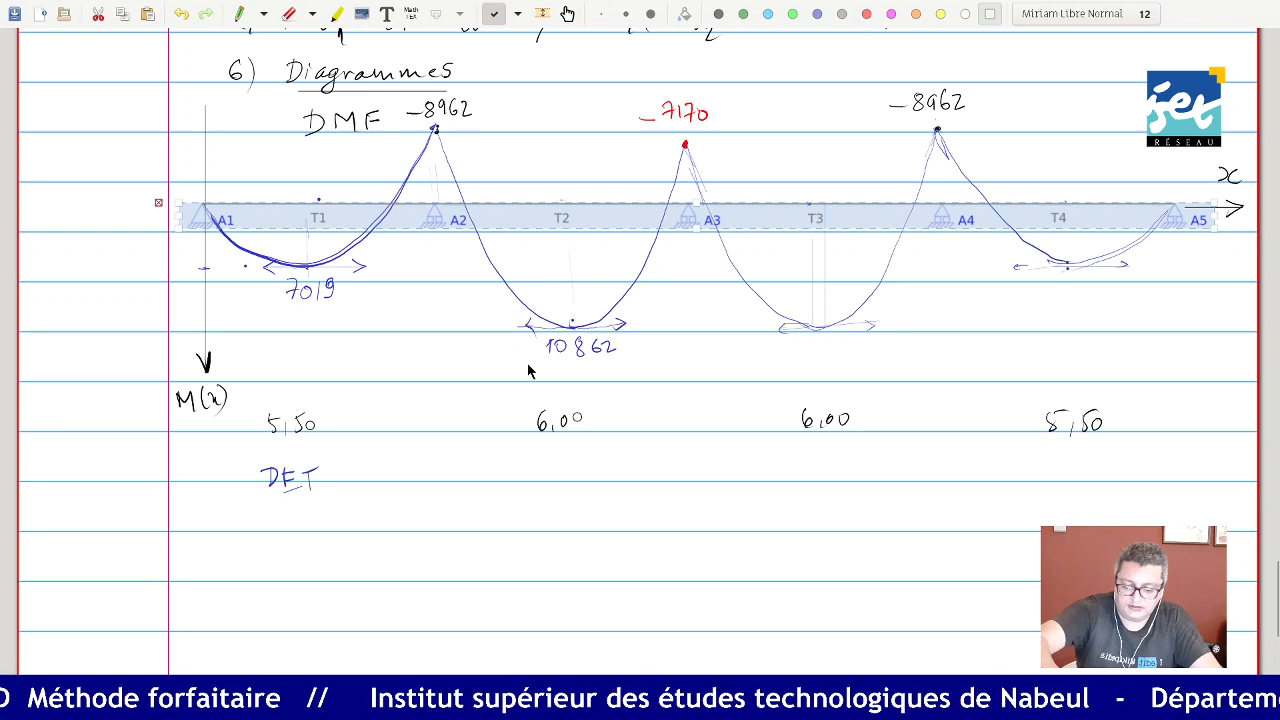 Miriam Libre Normal 12
6) Diagrammes
DMF -8962 -7170 -8962
iset
RÉSEAU
x
A1 T1 A2 T2 A3 T3 A4 T4 A5
7019
10862
M(x)
5,50 6,00 6,00 5,50
DET
D Méthode forfaitaire // Institut supérieur des études technologiques de Nabeul - Départem